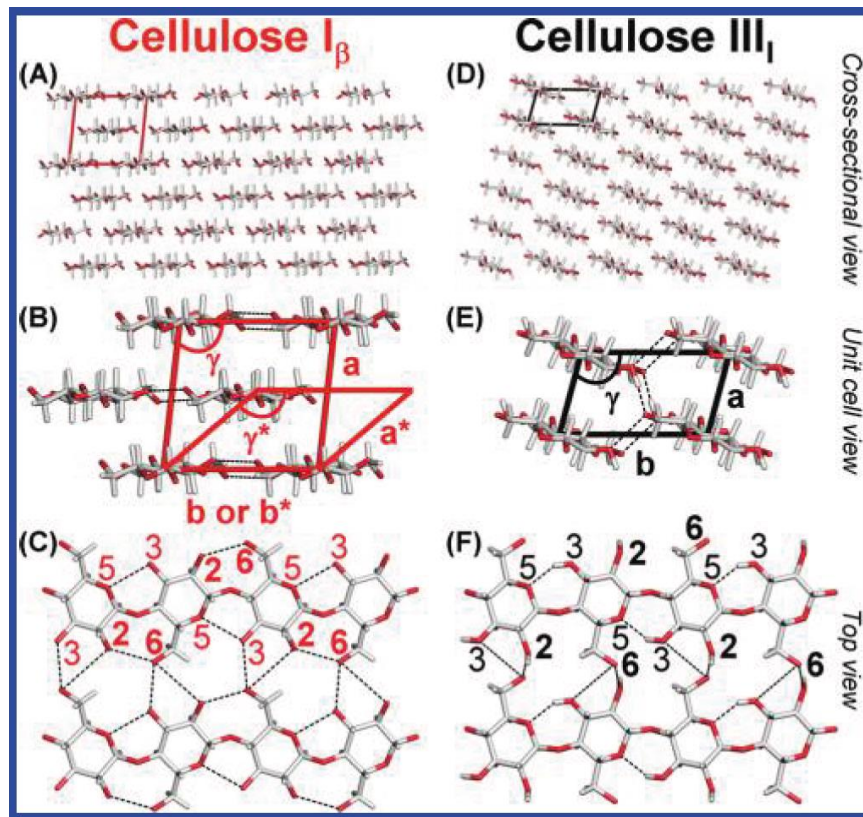 Cellulose Iβ
Cellulose IIII
(A)
(D)
Cross-sectional view
(B)
γ
a
γ*
a*
b or b*
(E)
γ
a
b
Unit cell view
(C)
3
6
3
5
2
5
2
6
5
2
6
3
3
(F)
6
2
3
3
5
5
2
5
6
3
3
6
Top view